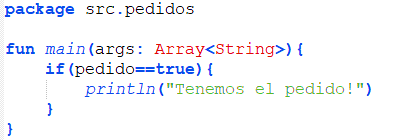 package src.pedidos
fun main(args: Array<String>){
    if(pedido==true){
        println("Tenemos el pedido!")
    }
}